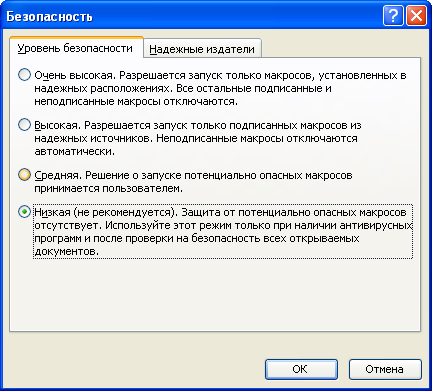 Безопасность
Уровень безопасности
Надежные издатели
Очень высокая. Разрешается запуск только макросов, установленных в
надежных расположениях. Все остальные подписанные и
неподписанные макросы отключаются.
Высокая. Разрешается запуск только подписанных макросов из
надежных источников. Неподписанные макросы отключаются
автоматически.
Средняя. Решение о запуске потенциально опасных макросов
принимается пользователем.
Низкая (не рекомендуется). Защита от потенциально опасных макросов
отсутствует. Используйте этот режим только при наличии антивирусных
программ и после проверки на безопасность всех открываемых
документов.
ОК
Отмена